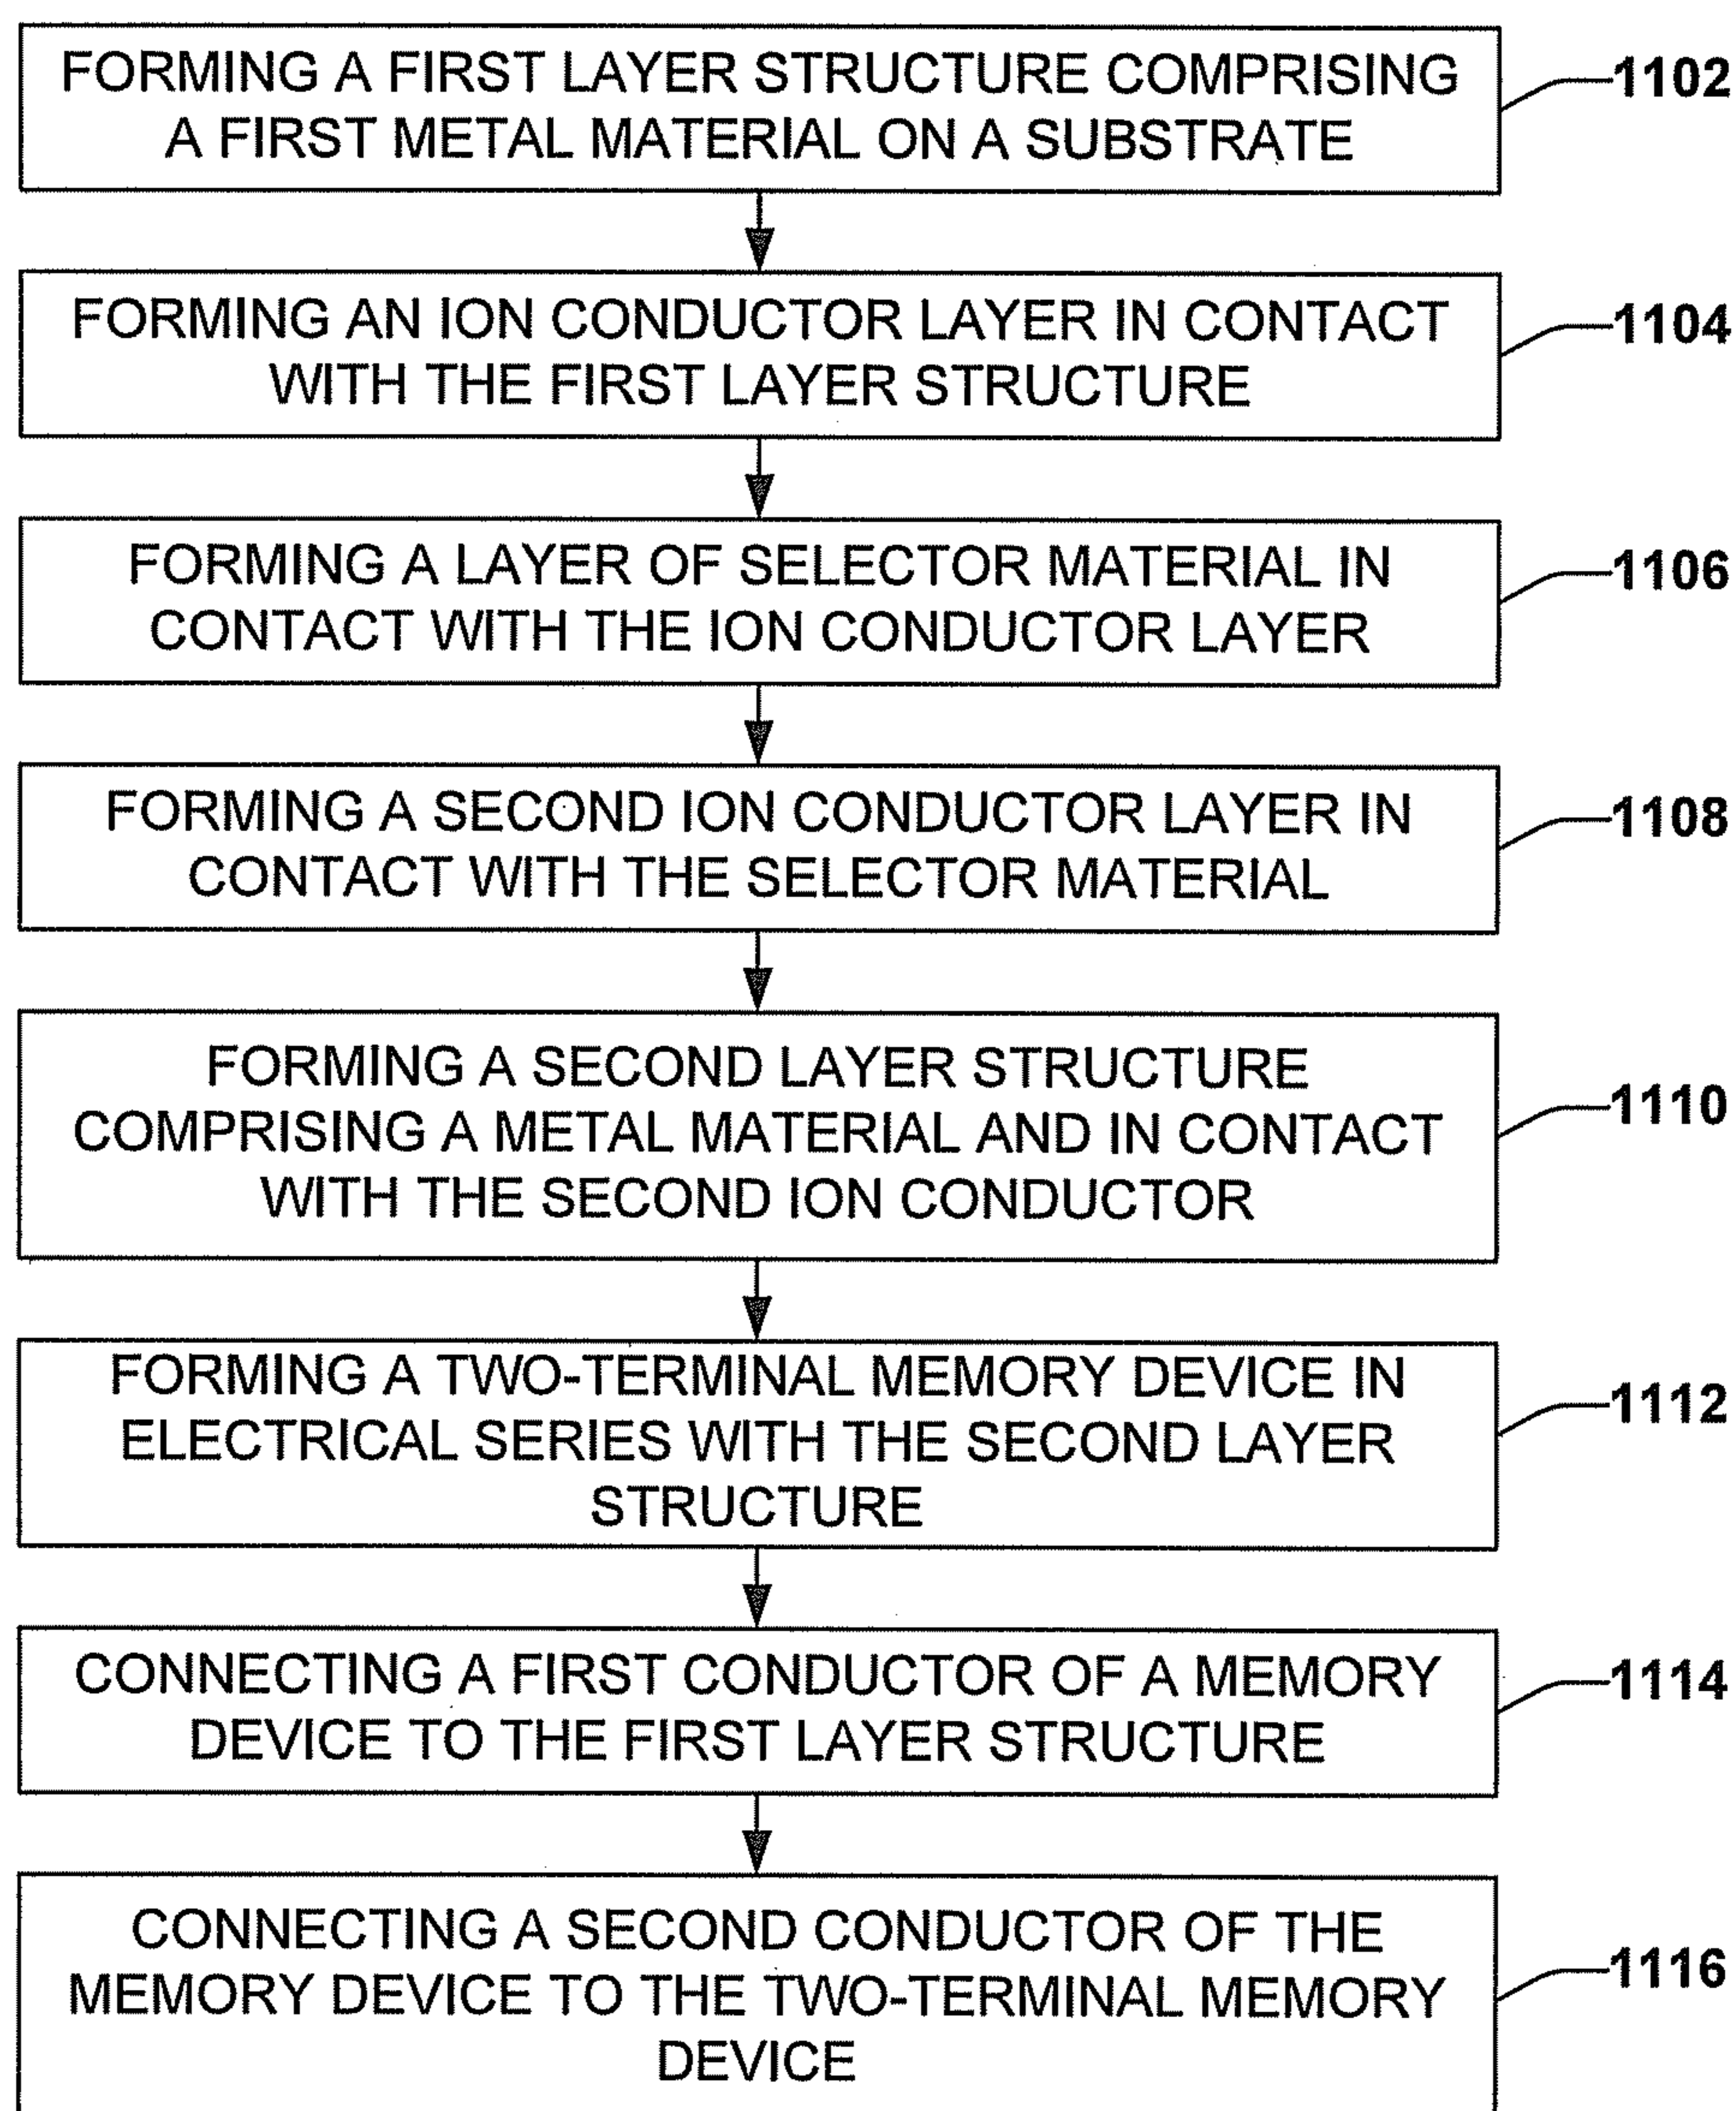 FORMING A FIRST LAYER STRUCTURE COMPRISING
A FIRST METAL MATERIAL ON A SUBSTRATE
1102
FORMING AN ION CONDUCTOR LAYER IN CONTACT
WITH THE FIRST LAYER STRUCTURE
1104
FORMING A LAYER OF SELECTOR MATERIAL IN
CONTACT WITH THE ION CONDUCTOR LAYER
1106
FORMING A SECOND ION CONDUCTOR LAYER IN
CONTACT WITH THE SELECTOR MATERIAL
1108
FORMING A SECOND LAYER STRUCTURE
COMPRISING A METAL MATERIAL AND IN CONTACT
WITH THE SECOND ION CONDUCTOR
1110
FORMING A TWO-TERMINAL MEMORY DEVICE IN
ELECTRICAL SERIES WITH THE SECOND LAYER
STRUCTURE
1112
CONNECTING A FIRST CONDUCTOR OF A MEMORY
DEVICE TO THE FIRST LAYER STRUCTURE
1114
CONNECTING A SECOND CONDUCTOR OF THE
MEMORY DEVICE TO THE TWO-TERMINAL MEMORY
DEVICE
1116